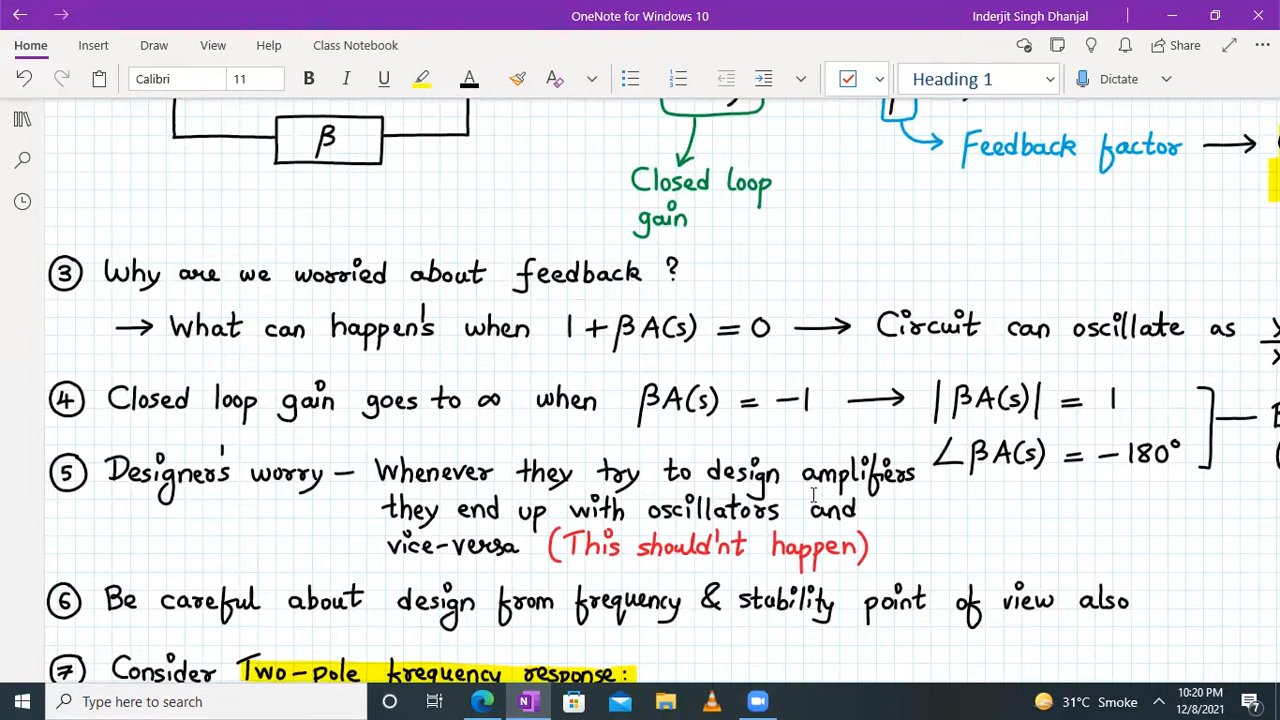 OneNote for Windows 10
Inderjit Singh Dhanjal
Home Insert Draw View Help Class Notebook
Share
Calibri 11 B I U A
Heading 1
Dictate
β
Feedback factor →
Closed loop
gain
③ Why are we worried about feedback ?
→ What can happen's when 1 + βA(s) = 0 → Circuit can oscillate as
④ Closed loop gain goes to ∞ when βA(s) = -1 → |βA(s)| = 1
∠βA(s) = -180°
⑤ Designer's worry – Whenever they try to design amplifiers
they end up with oscillators and
vice-versa (This should'nt happen)
⑥ Be careful about design from frequency & stability point of view also
⑦ Consider Two-pole frequency response:
Type here to search
31°C Smoke
10:20 PM
12/8/2021
7